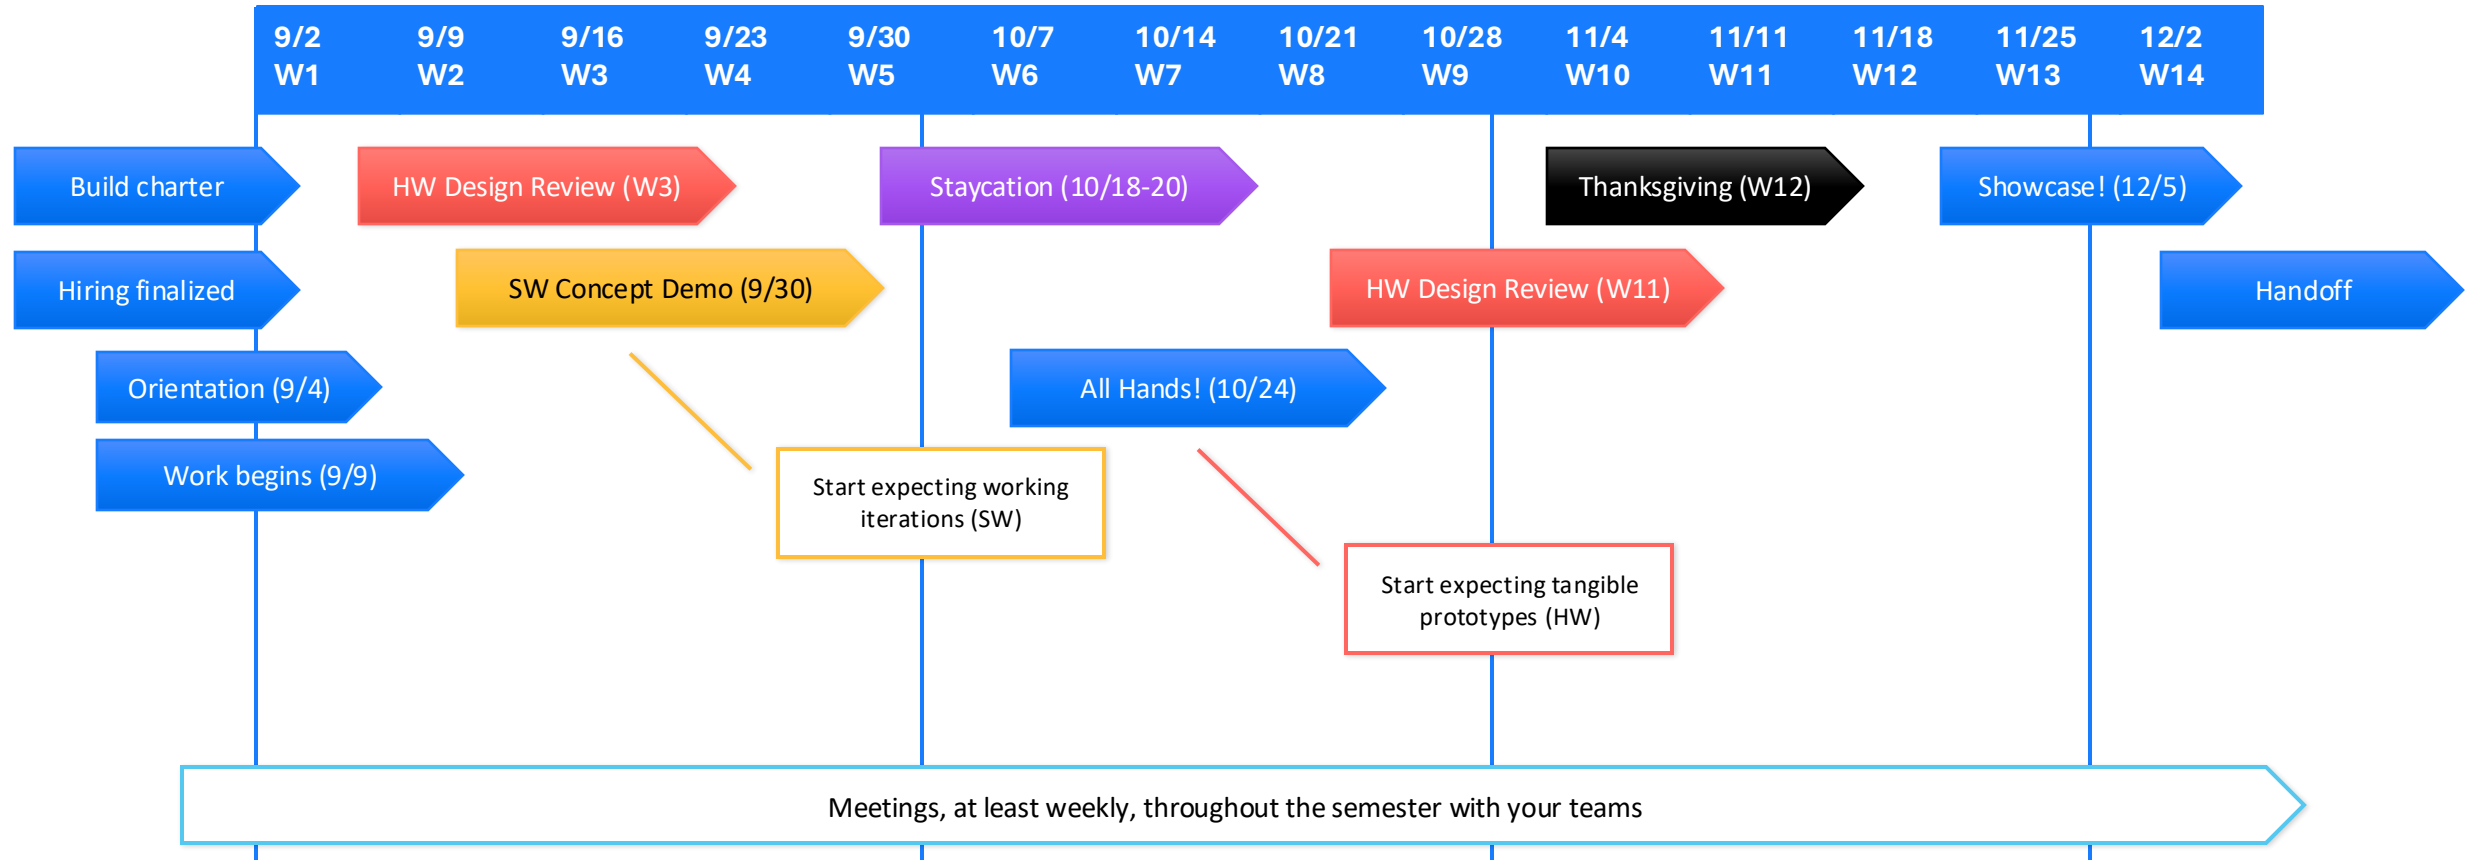 9/2
W1
9/9
W2
9/16
W3
9/23
W4
9/30
W5
10/7
W6
10/14
W7
10/21
W8
10/28
W9
11/4
W10
11/11
W11
11/18
W12
11/25
W13
12/2
W14
Build charter
HW Design Review (W3)
Staycation (10/18-20)
Thanksgiving (W12)
Showcase! (12/5)
Hiring finalized
SW Concept Demo (9/30)
HW Design Review (W11)
Handoff
Orientation (9/4)
All Hands! (10/24)
Work begins (9/9)
Start expecting working
iterations (SW)
Start expecting tangible
prototypes (HW)
Meetings, at least weekly, throughout the semester with your teams